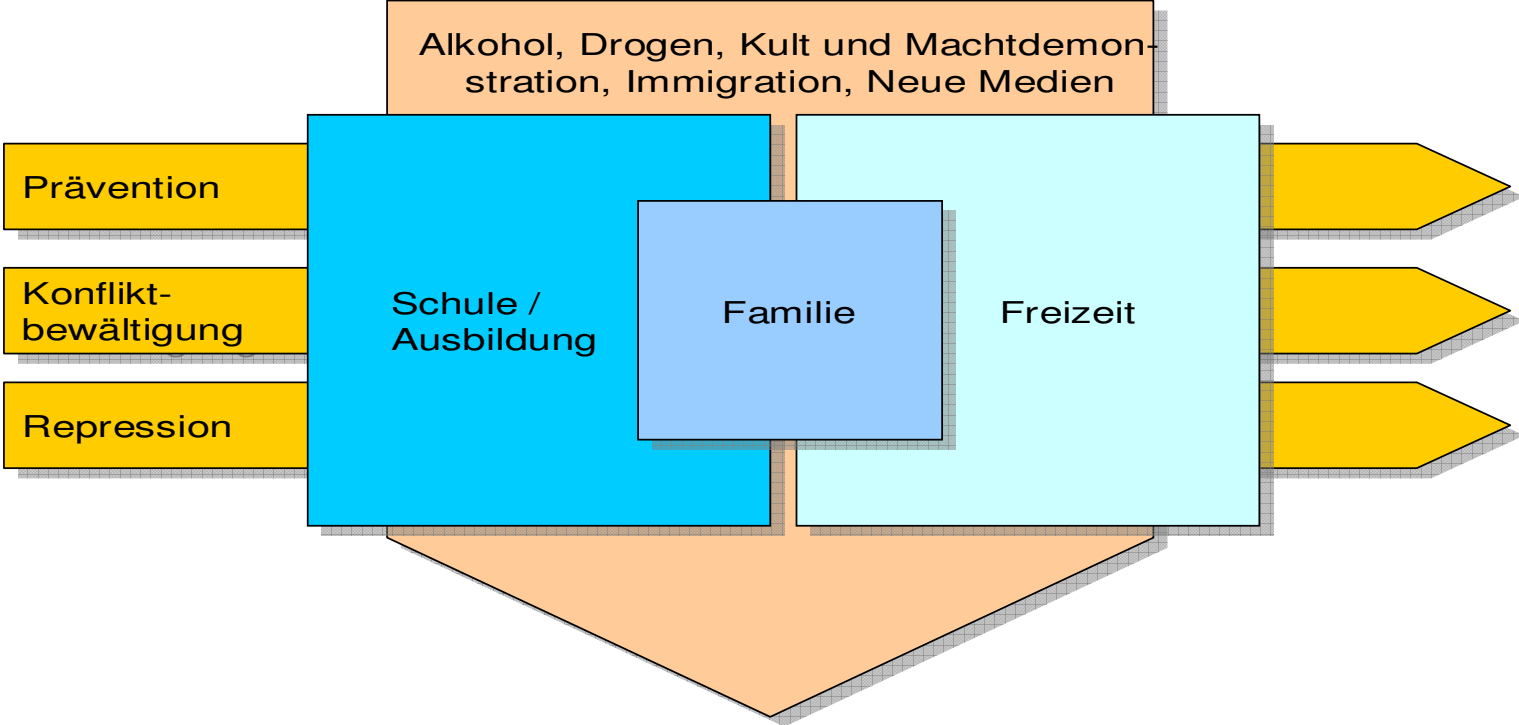 Alkohol, Drogen, Kult und Machtdemon-
stration, Immigration, Neue Medien
Prävention
Konflikt-
bewältigung
Repression
Schule /
Ausbildung
Familie
Freizeit